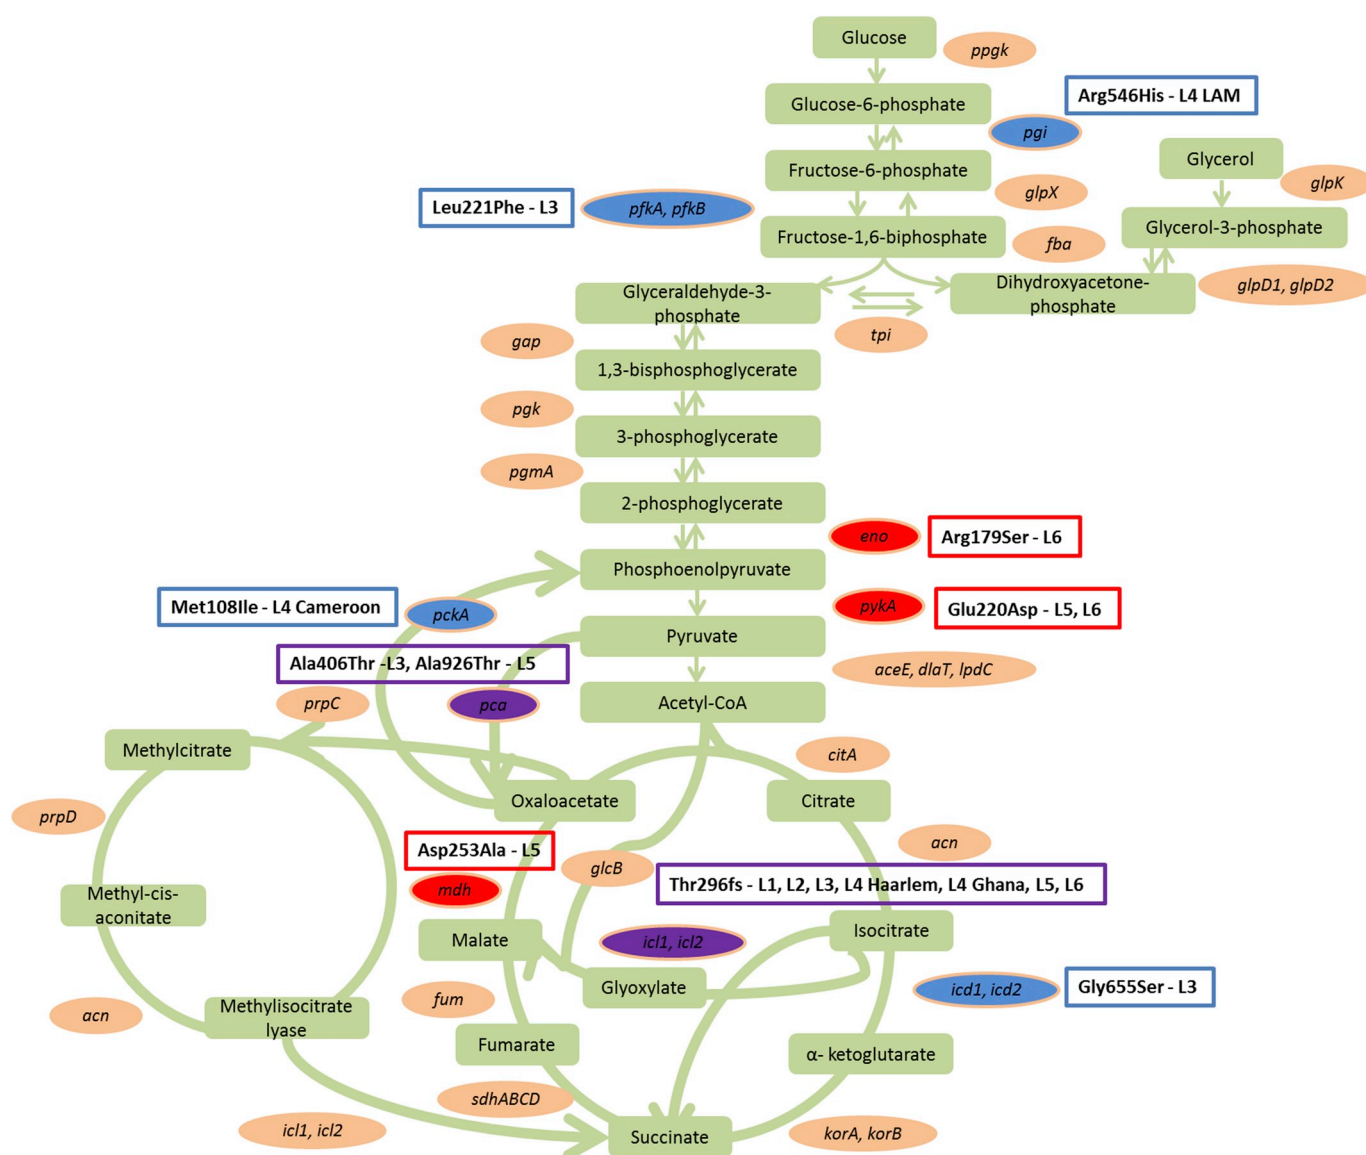 Glucose
ppgk
Glucose-6-phosphate
Arg546His - L4 LAM
pgi
Fructose-6-phosphate
Glycerol
glpK
Leu221Phe - L3
pfkA, pfkB
glpX
Fructose-1,6-biphosphate
fba
Glycerol-3-phosphate
Glyceraldehyde-3-
phosphate
Dihydroxyacetone-
phosphate
glpD1, glpD2
tpi
gap
1,3-bisphosphoglycerate
pgk
3-phosphoglycerate
pgmA
2-phosphoglycerate
eno
Arg179Ser - L6
Phosphoenolpyruvate
Met108Ile - L4 Cameroon
pckA
pykA
Glu220Asp - L5, L6
Pyruvate
Ala406Thr -L3, Ala926Thr - L5
aceE, dlaT, lpdC
prpC
pca
Acetyl-CoA
Methylcitrate
citA
Oxaloacetate
Citrate
prpD
Asp253Ala - L5
acn
glcB
mdh
Thr296fs - L1, L2, L3, L4 Haarlem, L4 Ghana, L5, L6
Methyl-cis-
aconitate
Malate
icl1, icl2
Isocitrate
Glyoxylate
icd1, icd2
Gly655Ser - L3
acn
Methylisocitrate
lyase
fum
Fumarate
α- ketoglutarate
sdhABCD
icl1, icl2
Succinate
korA, korB